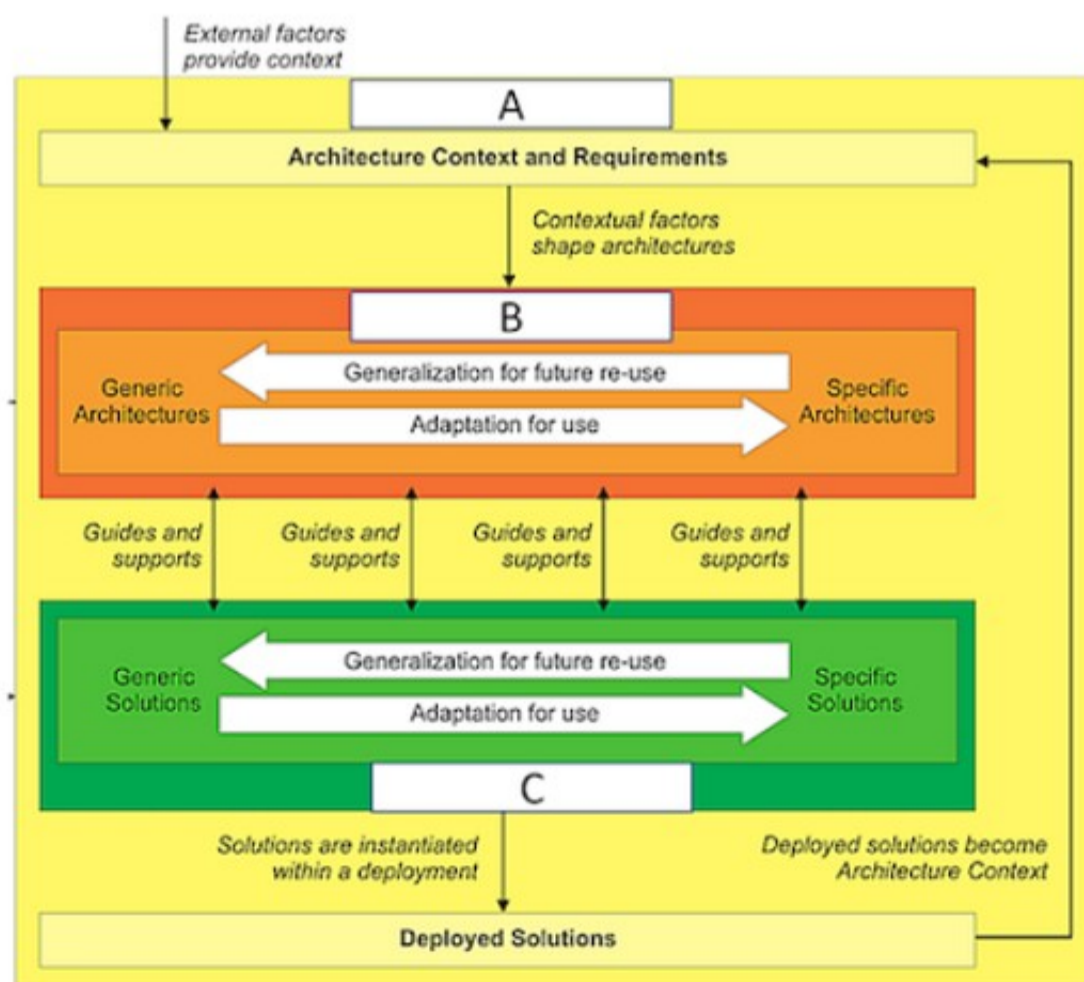 External factors
provide context
A
Architecture Context and Requirements
Contextual factors
shape architectures
B
Generic
Architectures
Generalization for future re-use
Adaptation for use
Specific
Architectures
Guides and
supports
Guides and
supports
Guides and
supports
Guides and
supports
Generic
Solutions
Generalization for future re-use
Adaptation for use
Specific
Solutions
C
Solutions are instantiated
within a deployment
Deployed solutions become
Architecture Context
Deployed Solutions